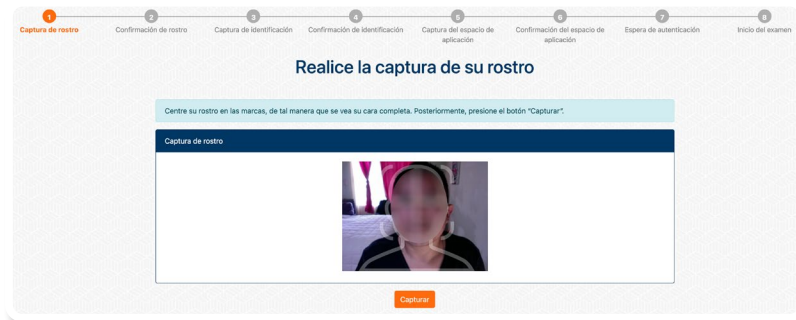 1 2 3 4 5 6 7 8
Captura de rostro Confirmación de rostro Captura de identificación Confirmación de identificación Captura del espacio de aplicación Confirmación del espacio de aplicación Espera de autenticación Inicio del examen
Realice la captura de su rostro
Centre su rostro en las marcas, de tal manera que se vea su cara completa. Posteriormente, presione el botón "Capturar".
Captura de rostro
Capturar